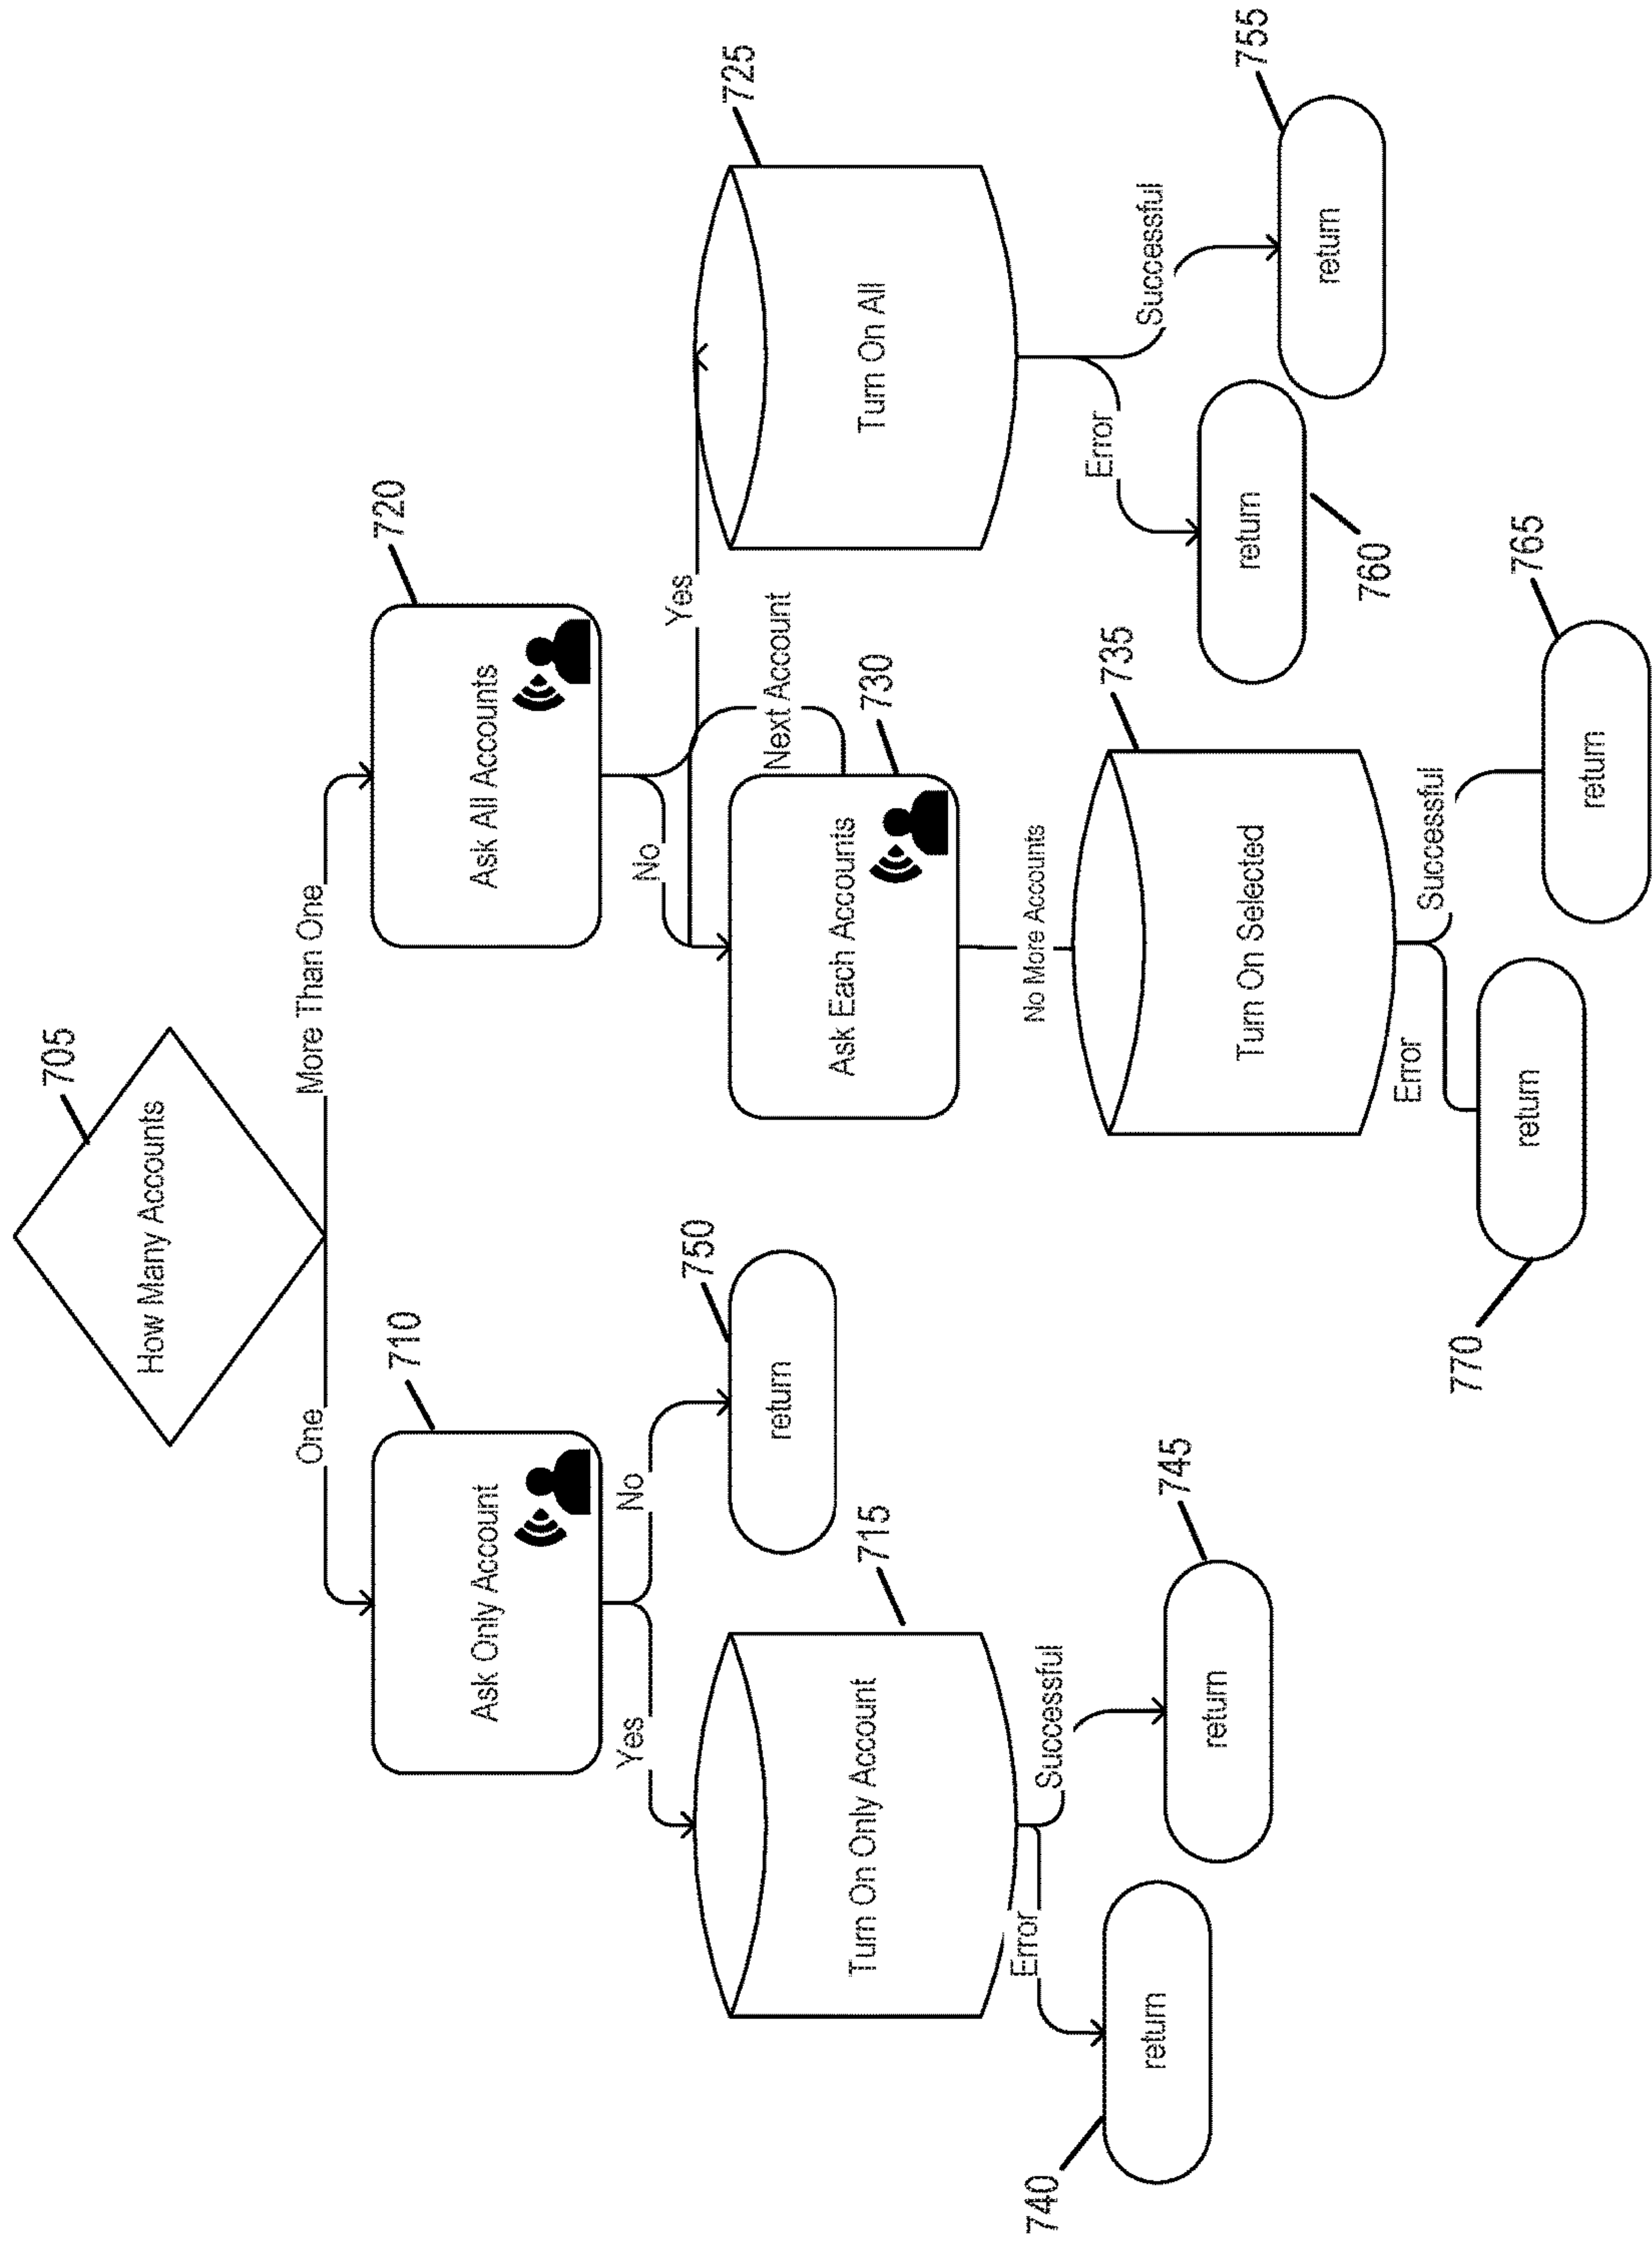 705
How Many Accounts
One
More Than One
710
Ask Only Account
720
Ask All Accounts
Yes
No
No
Yes
715
Turn On Only Account
750
return
Next Account
730
Ask Each Accounts
725
Turn On All
Error
Successful
No More Accounts
Error
Successful
740
return
745
return
735
Turn On Selected
760
return
755
return
Error
Successful
770
return
765
return